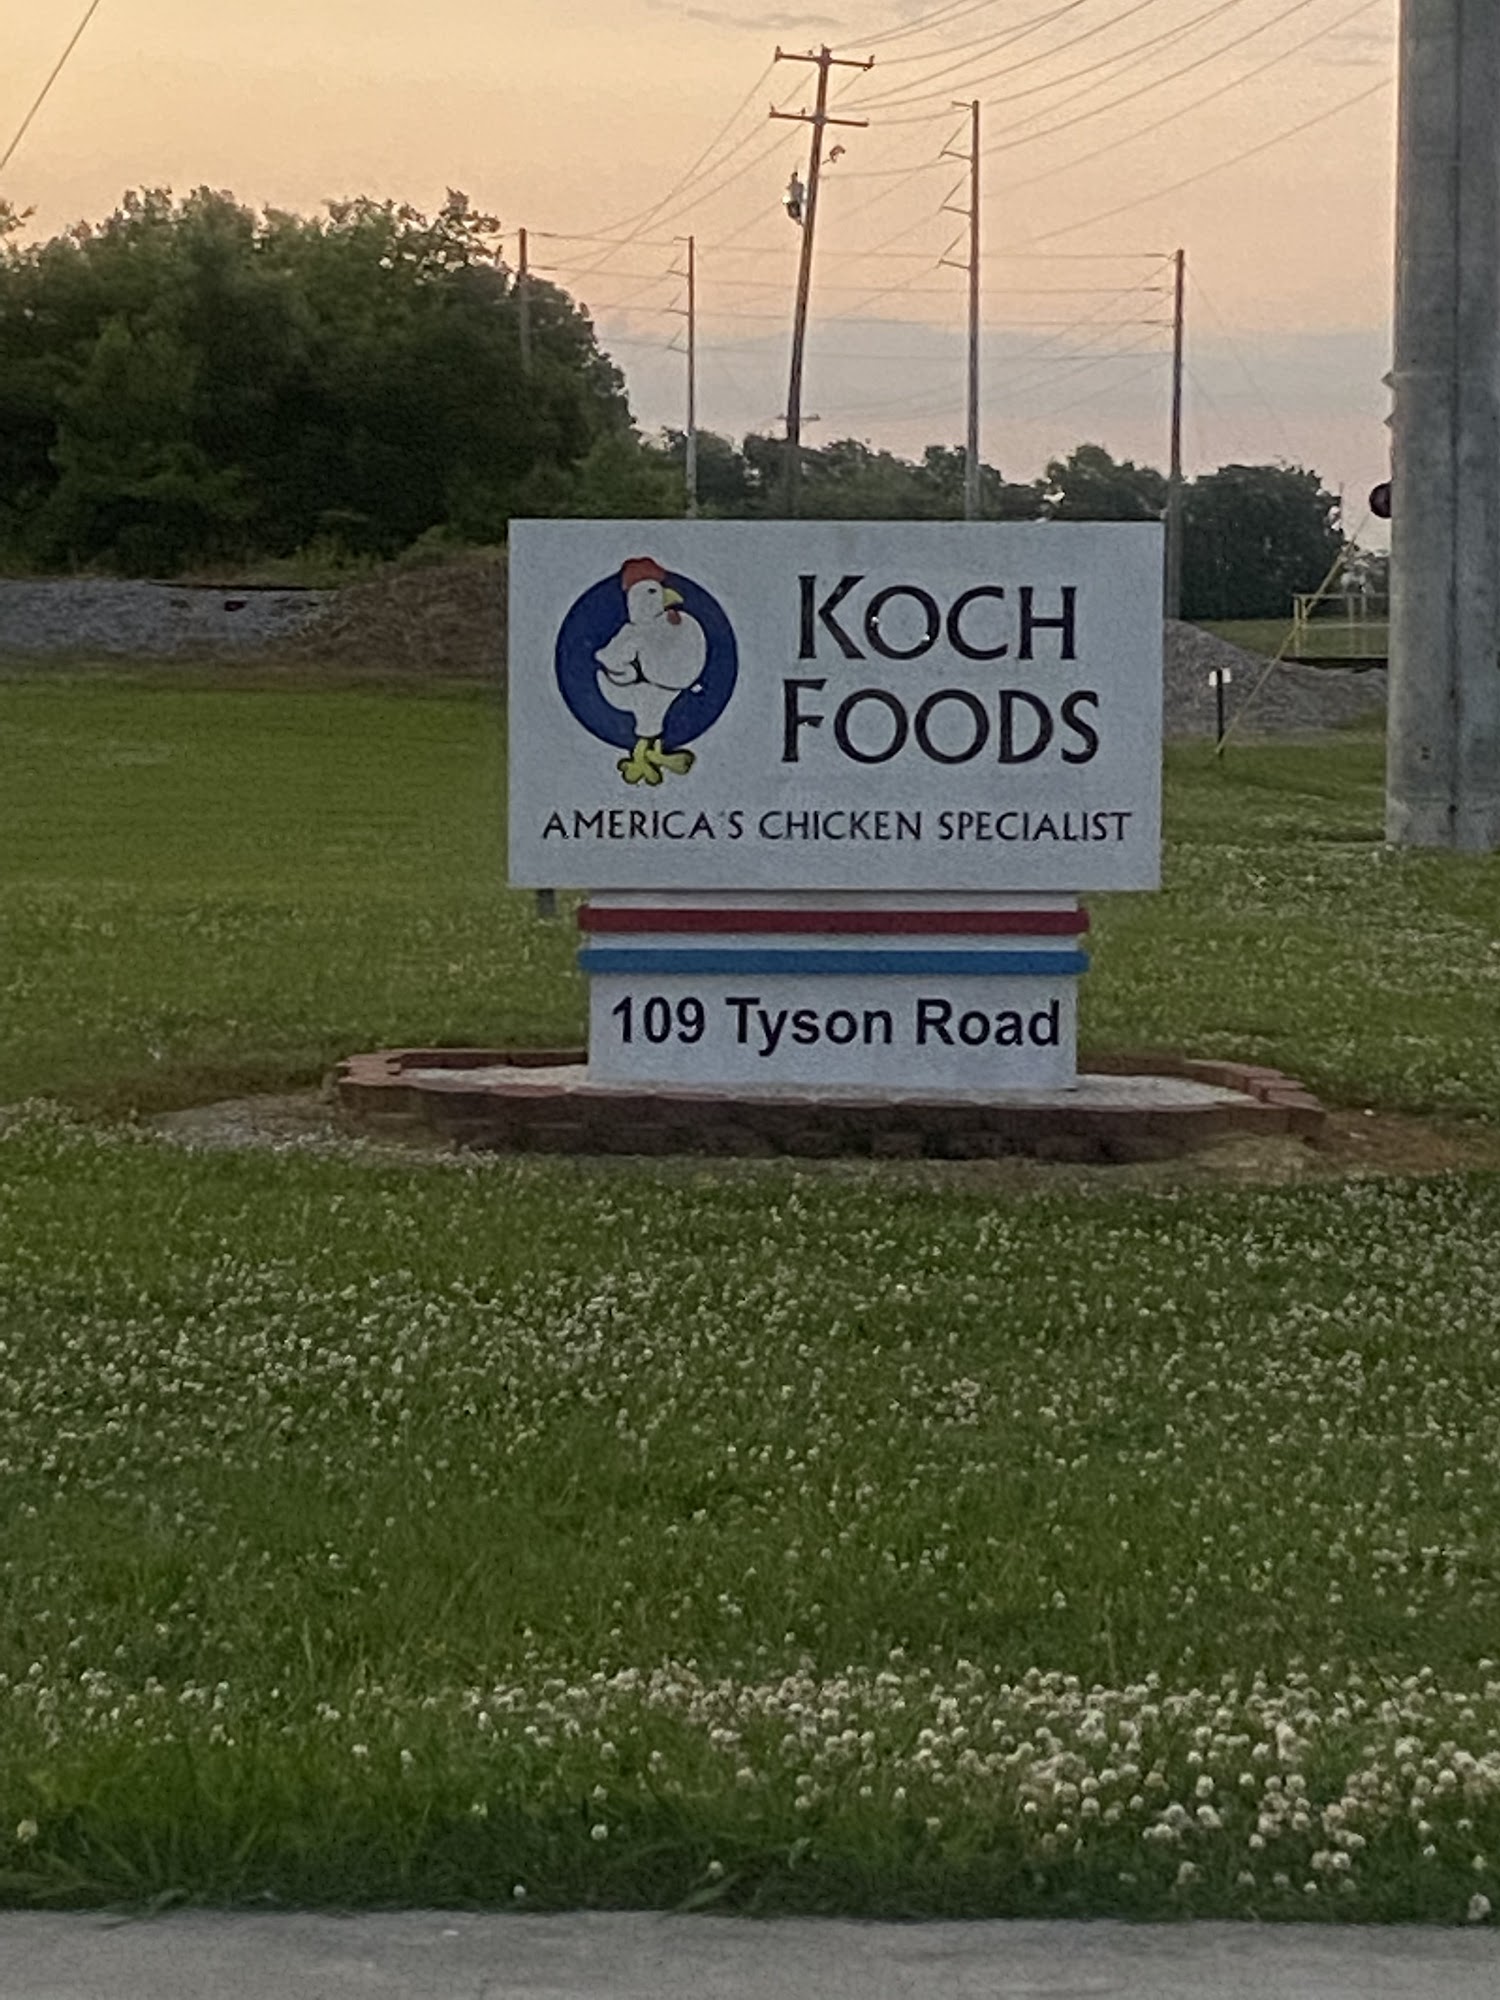 KOCH
FOODS
AMERICA'S CHICKEN SPECIALIST
109 Tyson Road